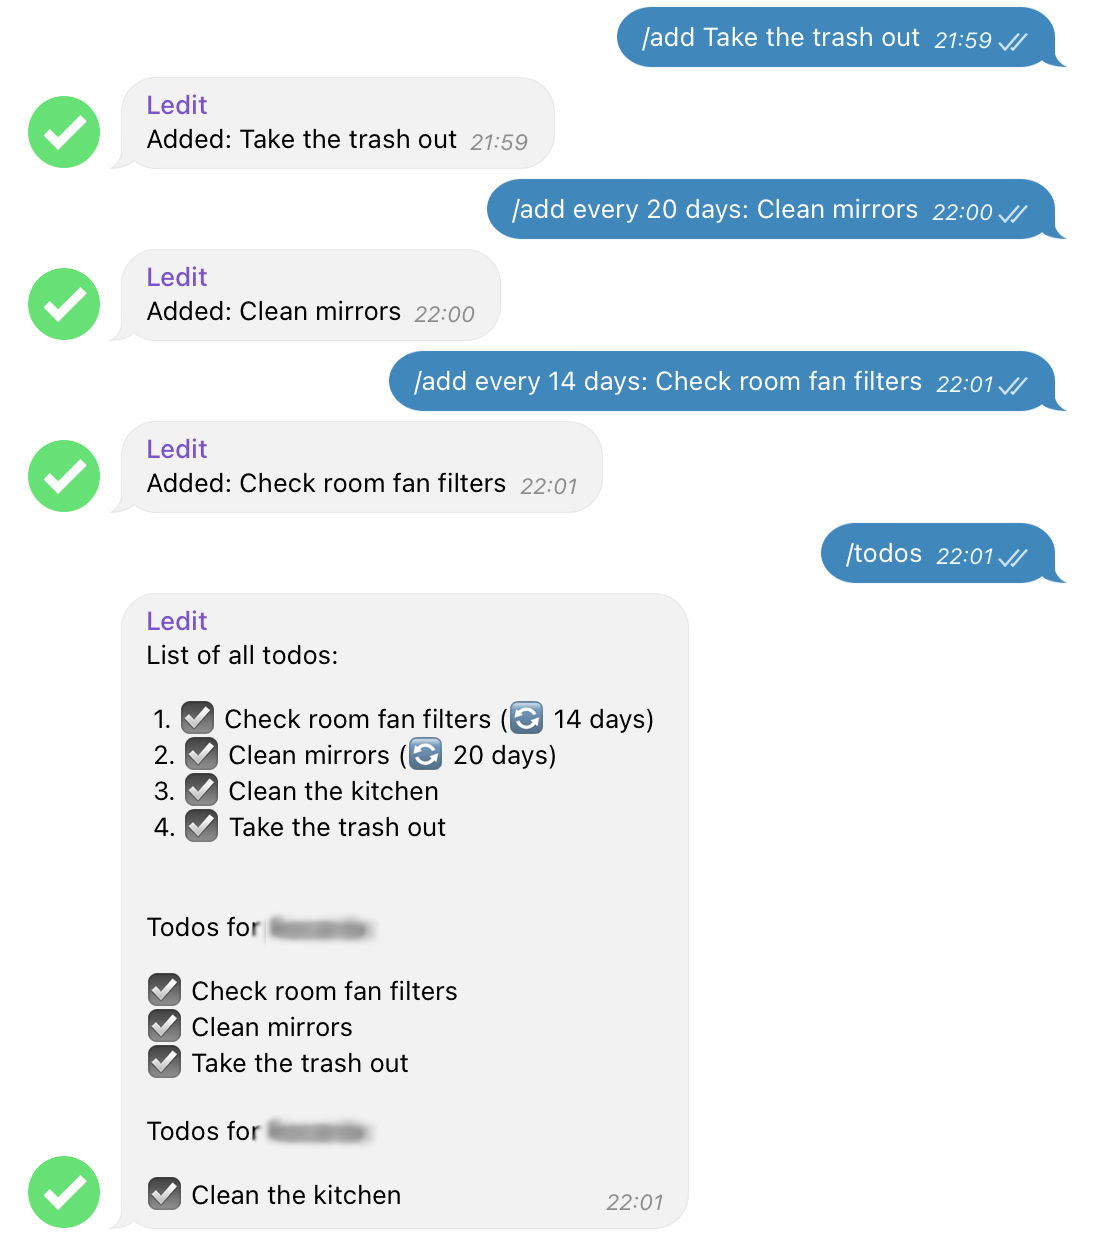 /add Take the trash out 21:59
Ledit
Added: Take the trash out 21:59
/add every 20 days: Clean mirrors 22:00
Ledit
Added: Clean mirrors 22:00
/add every 14 days: Check room fan filters 22:01
Ledit
Added: Check room fan filters 22:01
/todos 22:01
Ledit
List of all todos:
1. ☑ Check room fan filters (🔄 14 days)
2. ☑ Clean mirrors (🔄 20 days)
3. ☑ Clean the kitchen
4. ☑ Take the trash out
Todos for
☑ Check room fan filters
☑ Clean mirrors
☑ Take the trash out
Todos for
☑ Clean the kitchen 22:01